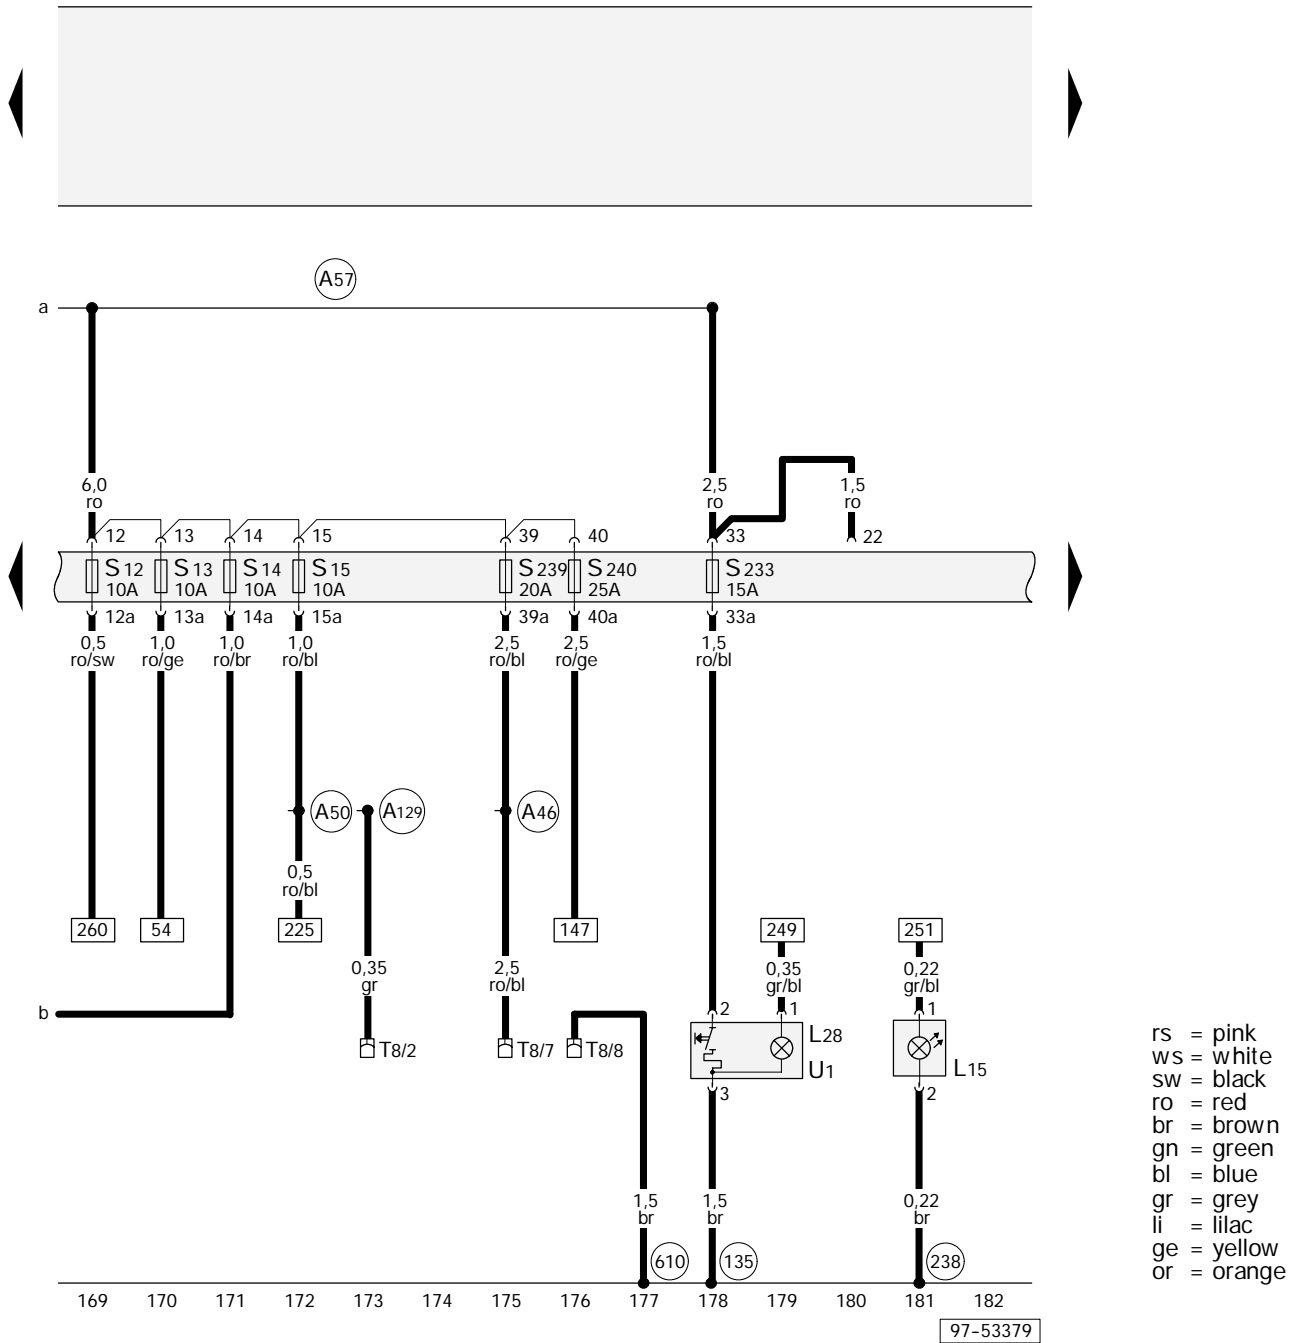 A57
a
6,0
ro
2,5
ro
1,5
ro
12 13 14 15 39 40 33 22
S12 S13 S14 S15 S239 S240 S233
10A 10A 10A 10A 20A 25A 15A
12a 13a 14a 15a 39a 40a 33a
0,5 1,0 1,0 1,0 2,5 2,5 1,5
ro/sw ro/ge ro/br ro/bl ro/bl ro/ge ro/bl
A50 A129 A46
0,5
ro/bl
260 54 225 147 249 251
0,35 2,5 0,35 0,22
gr ro/bl gr/bl gr/bl
b
2 1 1
T8/2 T8/7 T8/8
L28
U1
L15
3 2
rs = pink
ws = white
sw = black
ro = red
br = brown
gn = green
bl = blue
gr = grey
li = lilac
ge = yellow
or = orange
1,5 1,5 0,22
br br br
610 135 238
169 170 171 172 173 174 175 176 177 178 179 180 181 182
97-53379